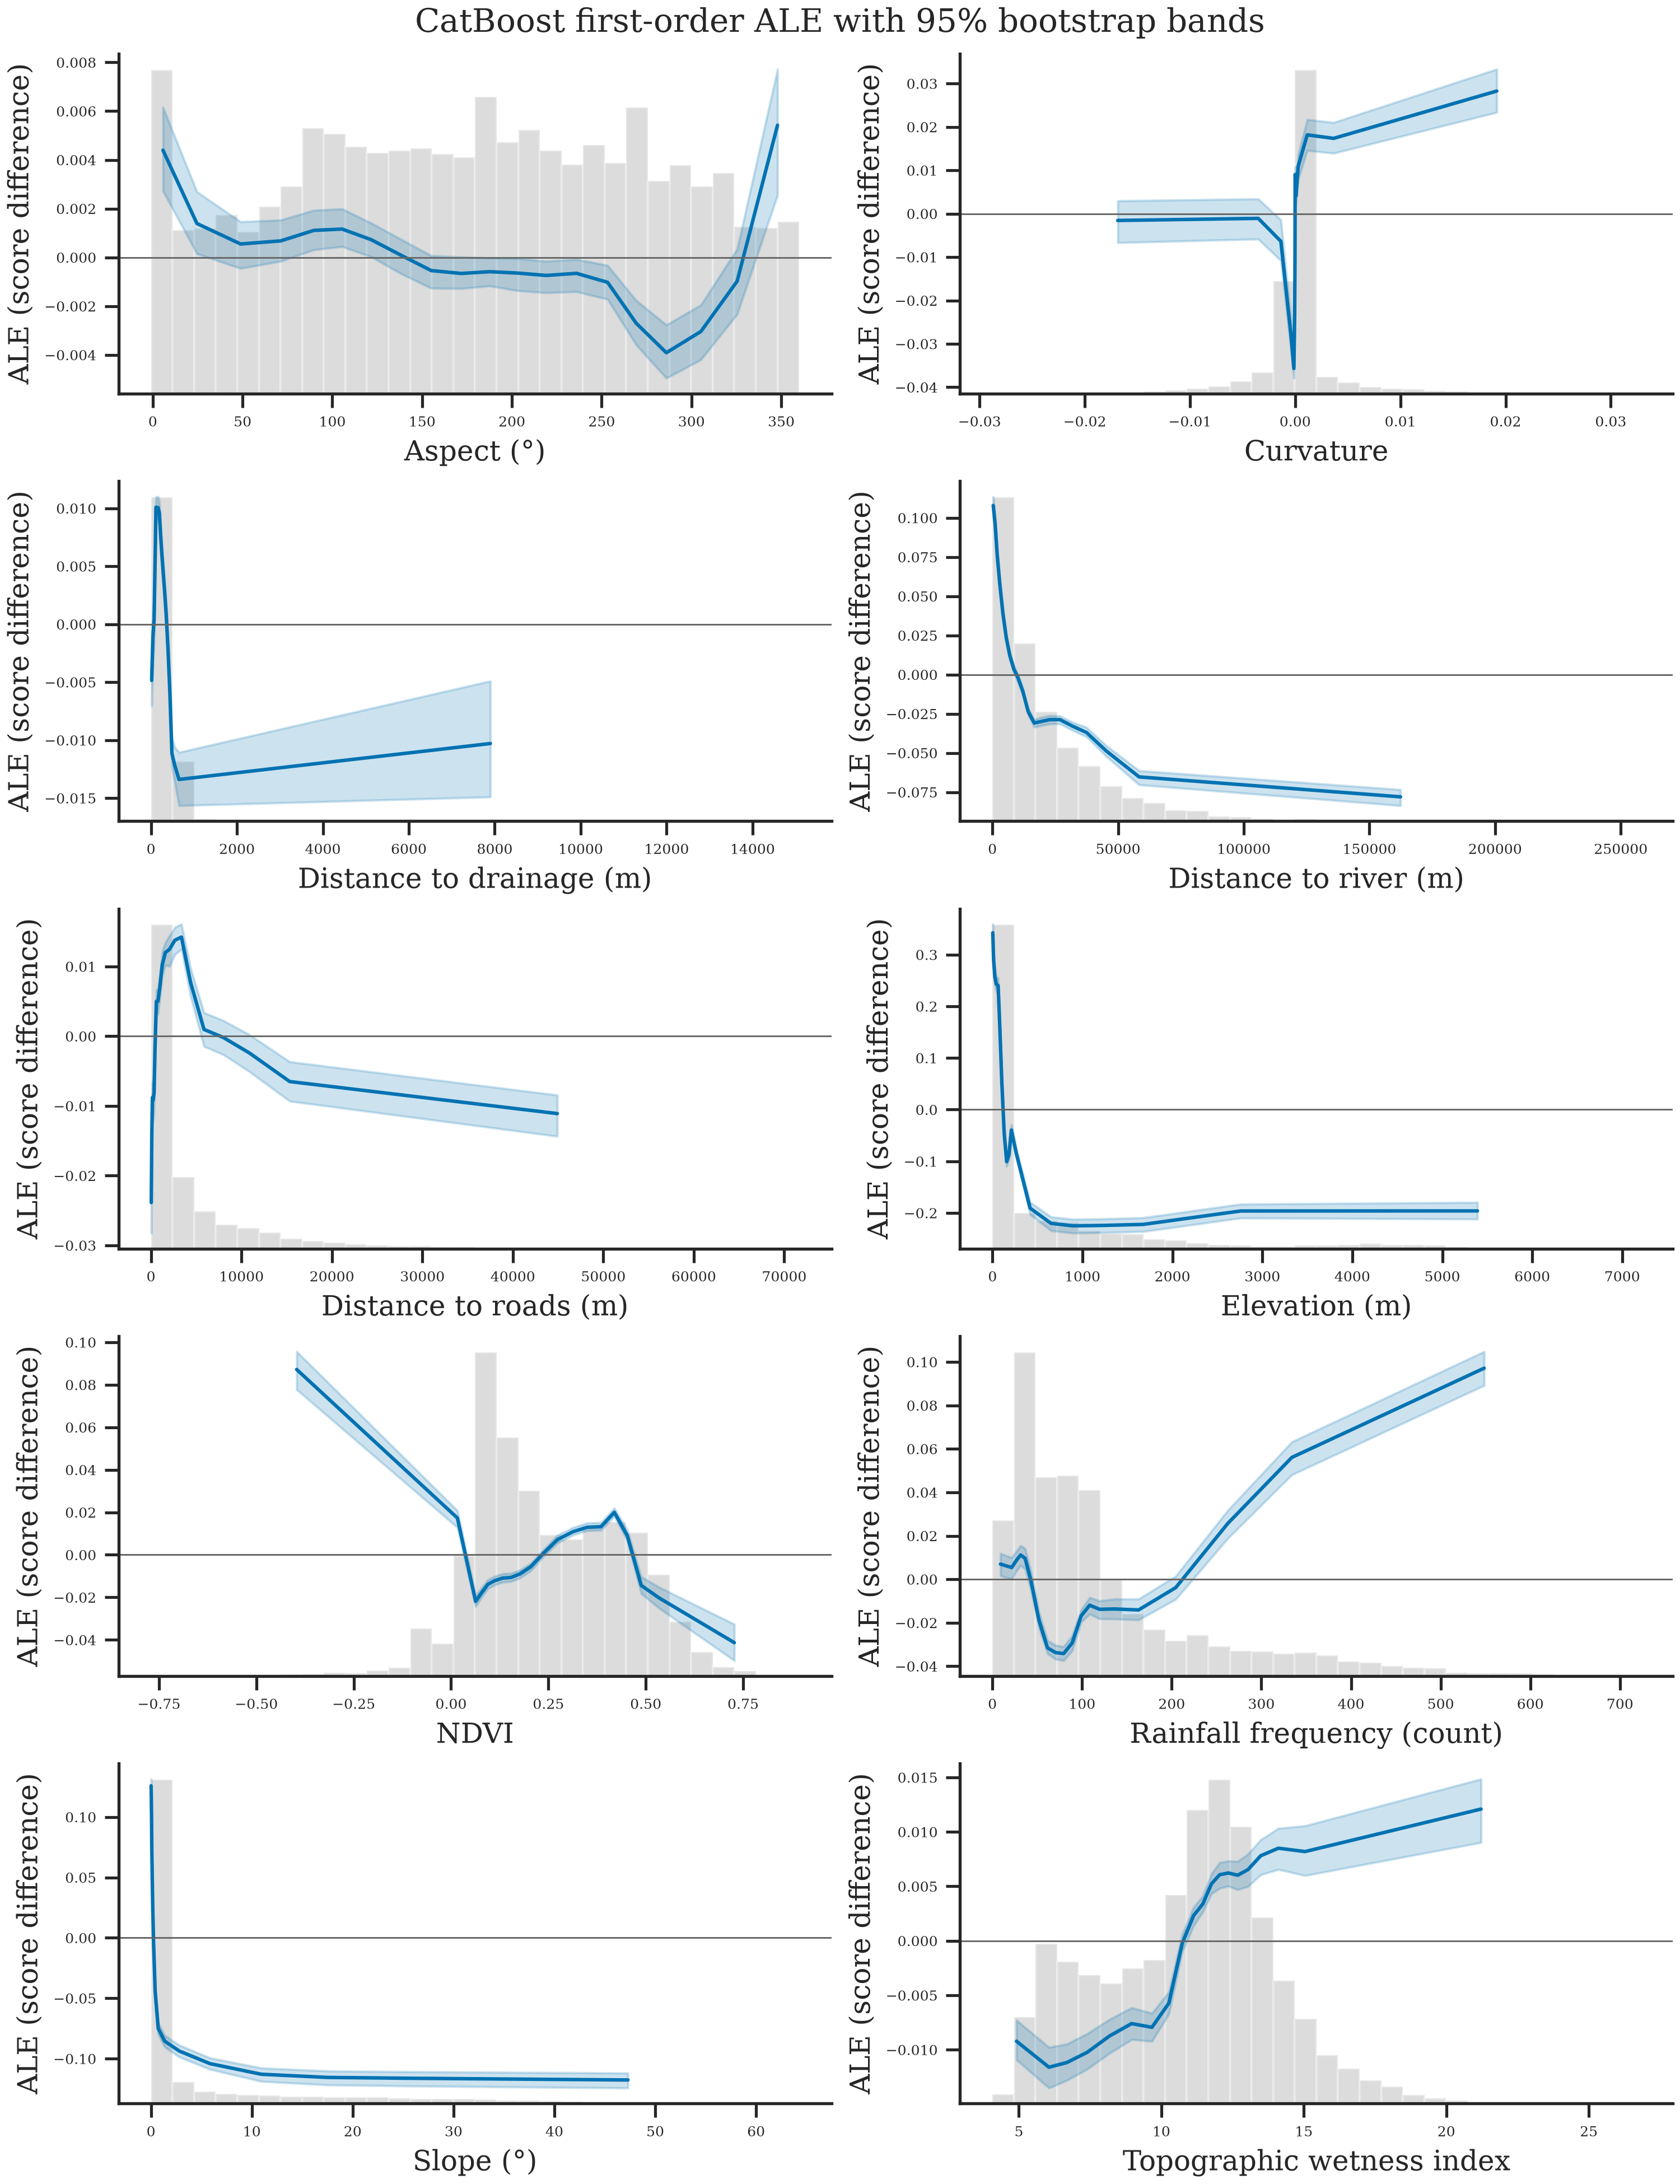 CatBoost first-order ALE with 95% bootstrap bands
ALE (score difference)
0.008
0.006
0.004
0.002
0.000
−0.002
−0.004
0 50 100 150 200 250 300 350
Aspect (°)
ALE (score difference)
0.03
0.02
0.01
0.00
−0.01
−0.02
−0.03
−0.04
−0.03 −0.02 −0.01 0.00 0.01 0.02 0.03
Curvature
ALE (score difference)
0.010
0.005
0.000
−0.005
−0.010
−0.015
0 2000 4000 6000 8000 10000 12000 14000
Distance to drainage (m)
ALE (score difference)
0.100
0.075
0.050
0.025
0.000
−0.025
−0.050
−0.075
0 50000 100000 150000 200000 250000
Distance to river (m)
ALE (score difference)
0.01
0.00
−0.01
−0.02
−0.03
0 10000 20000 30000 40000 50000 60000 70000
Distance to roads (m)
ALE (score difference)
0.3
0.2
0.1
0.0
−0.1
−0.2
0 1000 2000 3000 4000 5000 6000 7000
Elevation (m)
ALE (score difference)
0.10
0.08
0.06
0.04
0.02
0.00
−0.02
−0.04
−0.75 −0.50 −0.25 0.00 0.25 0.50 0.75
NDVI
ALE (score difference)
0.10
0.08
0.06
0.04
0.02
0.00
−0.02
−0.04
0 100 200 300 400 500 600 700
Rainfall frequency (count)
ALE (score difference)
0.10
0.05
0.00
−0.05
−0.10
0 10 20 30 40 50 60
Slope (°)
ALE (score difference)
0.015
0.010
0.005
0.000
−0.005
−0.010
5 10 15 20 25
Topographic wetness index